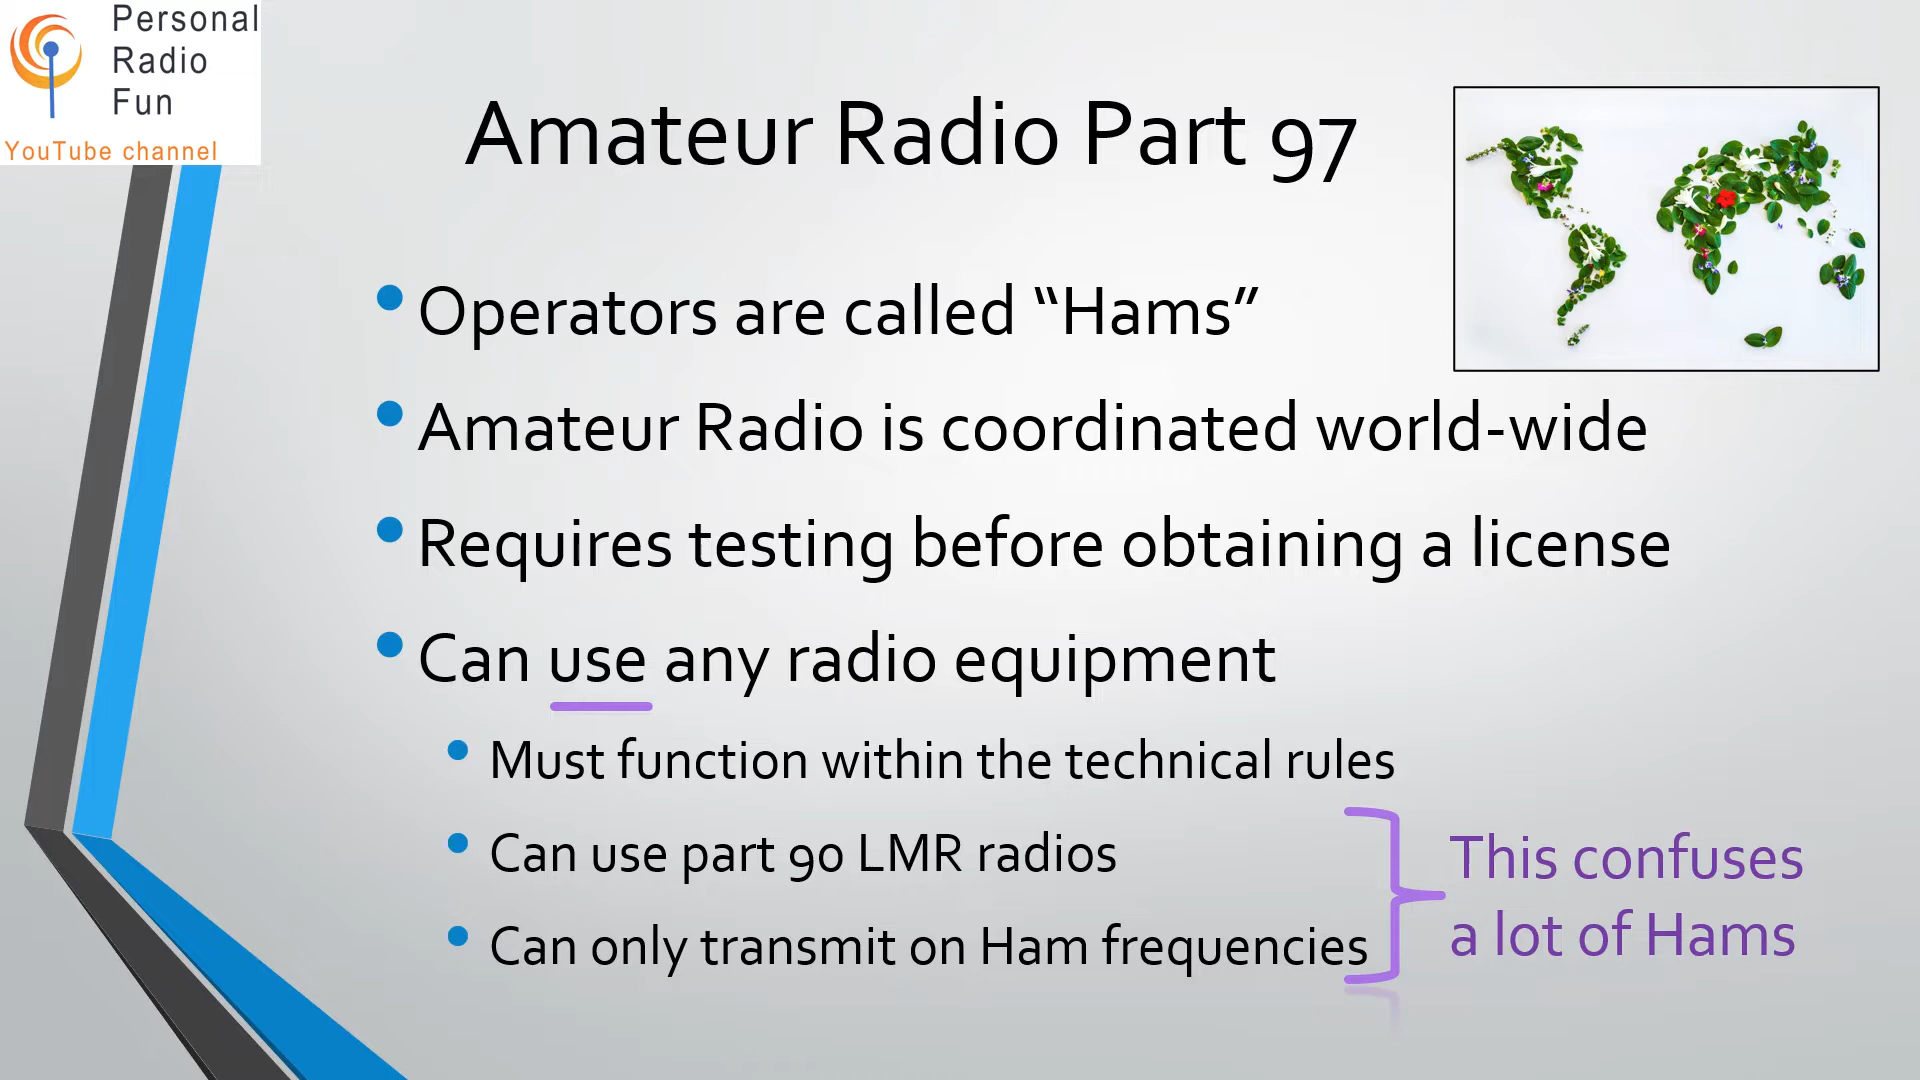 Personal
Radio
Fun
YouTube channel
Amateur Radio Part 97
• Operators are called “Hams”
• Amateur Radio is coordinated world-wide
• Requires testing before obtaining a license
• Can use any radio equipment
• Must function within the technical rules
• Can use part 90 LMR radios
• Can only transmit on Ham frequencies
This confuses
a lot of Hams